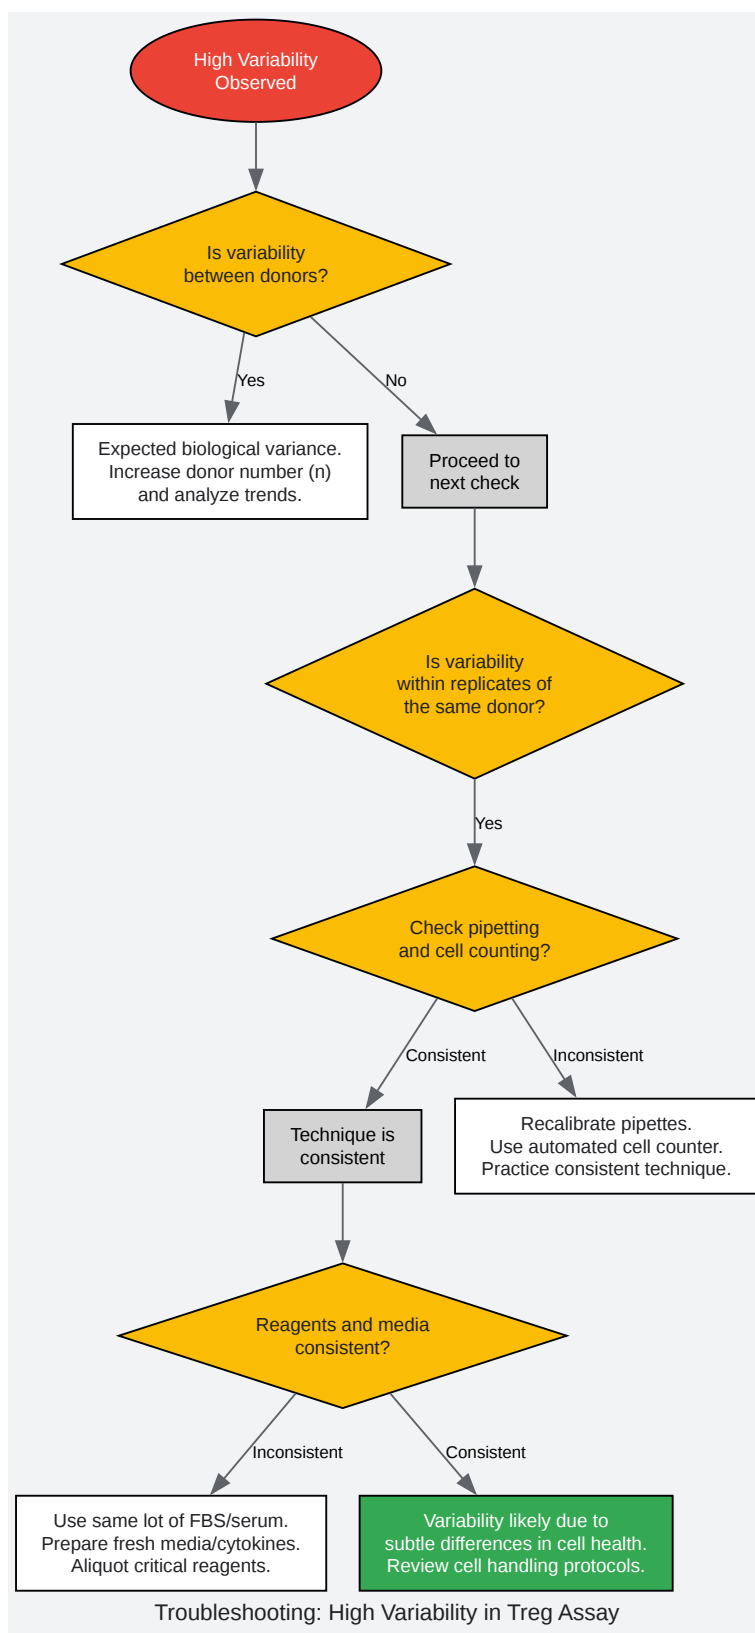 High Variability
Observed
Is variability
between donors?
Yes
No
Expected biological variance.
Increase donor number (n)
and analyze trends.
Proceed to
next check
Is variability
within replicates of
the same donor?
Yes
Check pipetting
and cell counting?
Consistent
Inconsistent
Technique is
consistent
Recalibrate pipettes.
Use automated cell counter.
Practice consistent technique.
Reagents and media
consistent?
Inconsistent
Consistent
Use same lot of FBS/serum.
Prepare fresh media/cytokines.
Aliquot critical reagents.
Variability likely due to
subtle differences in cell health.
Review cell handling protocols.
Troubleshooting: High Variability in Treg Assay